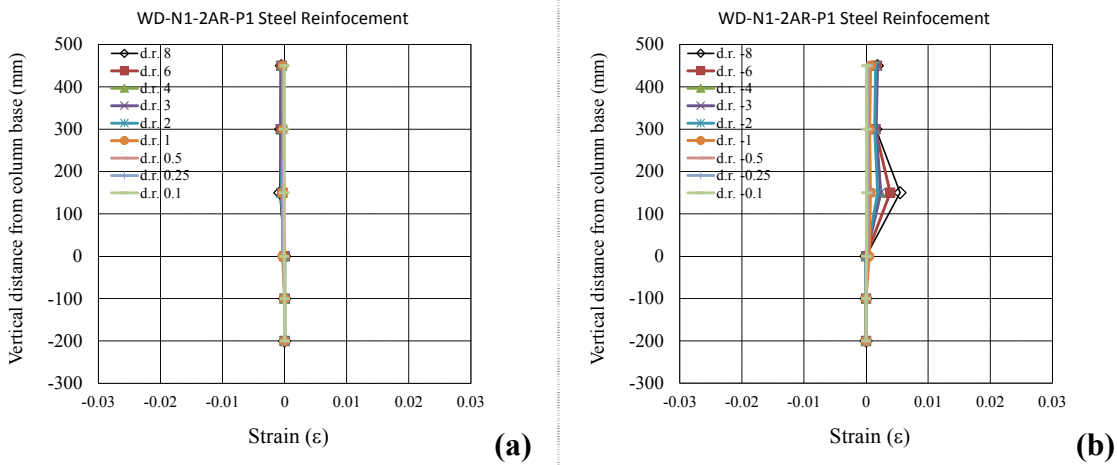 WD-N1-2AR-P1 Steel Reinfocement
500
400
300
200
100
0
-100
-200
-300
Vertical distance from column base (mm)
d.r. 8
d.r. 6
d.r. 4
d.r. 3
d.r. 2
d.r. 1
d.r. 0.5
d.r. 0.25
d.r. 0.1
-0.03 -0.02 -0.01 0 0.01 0.02 0.03
Strain (ε)
(a)
WD-N1-2AR-P1 Steel Reinfocement
500
400
300
200
100
0
-100
-200
-300
Vertical distance from column base (mm)
d.r. -8
d.r. -6
d.r. -4
d.r. -3
d.r. -2
d.r. -1
d.r. -0.5
d.r. -0.25
d.r. -0.1
-0.03 -0.02 -0.01 0 0.01 0.02 0.03
Strain (ε)
(b)